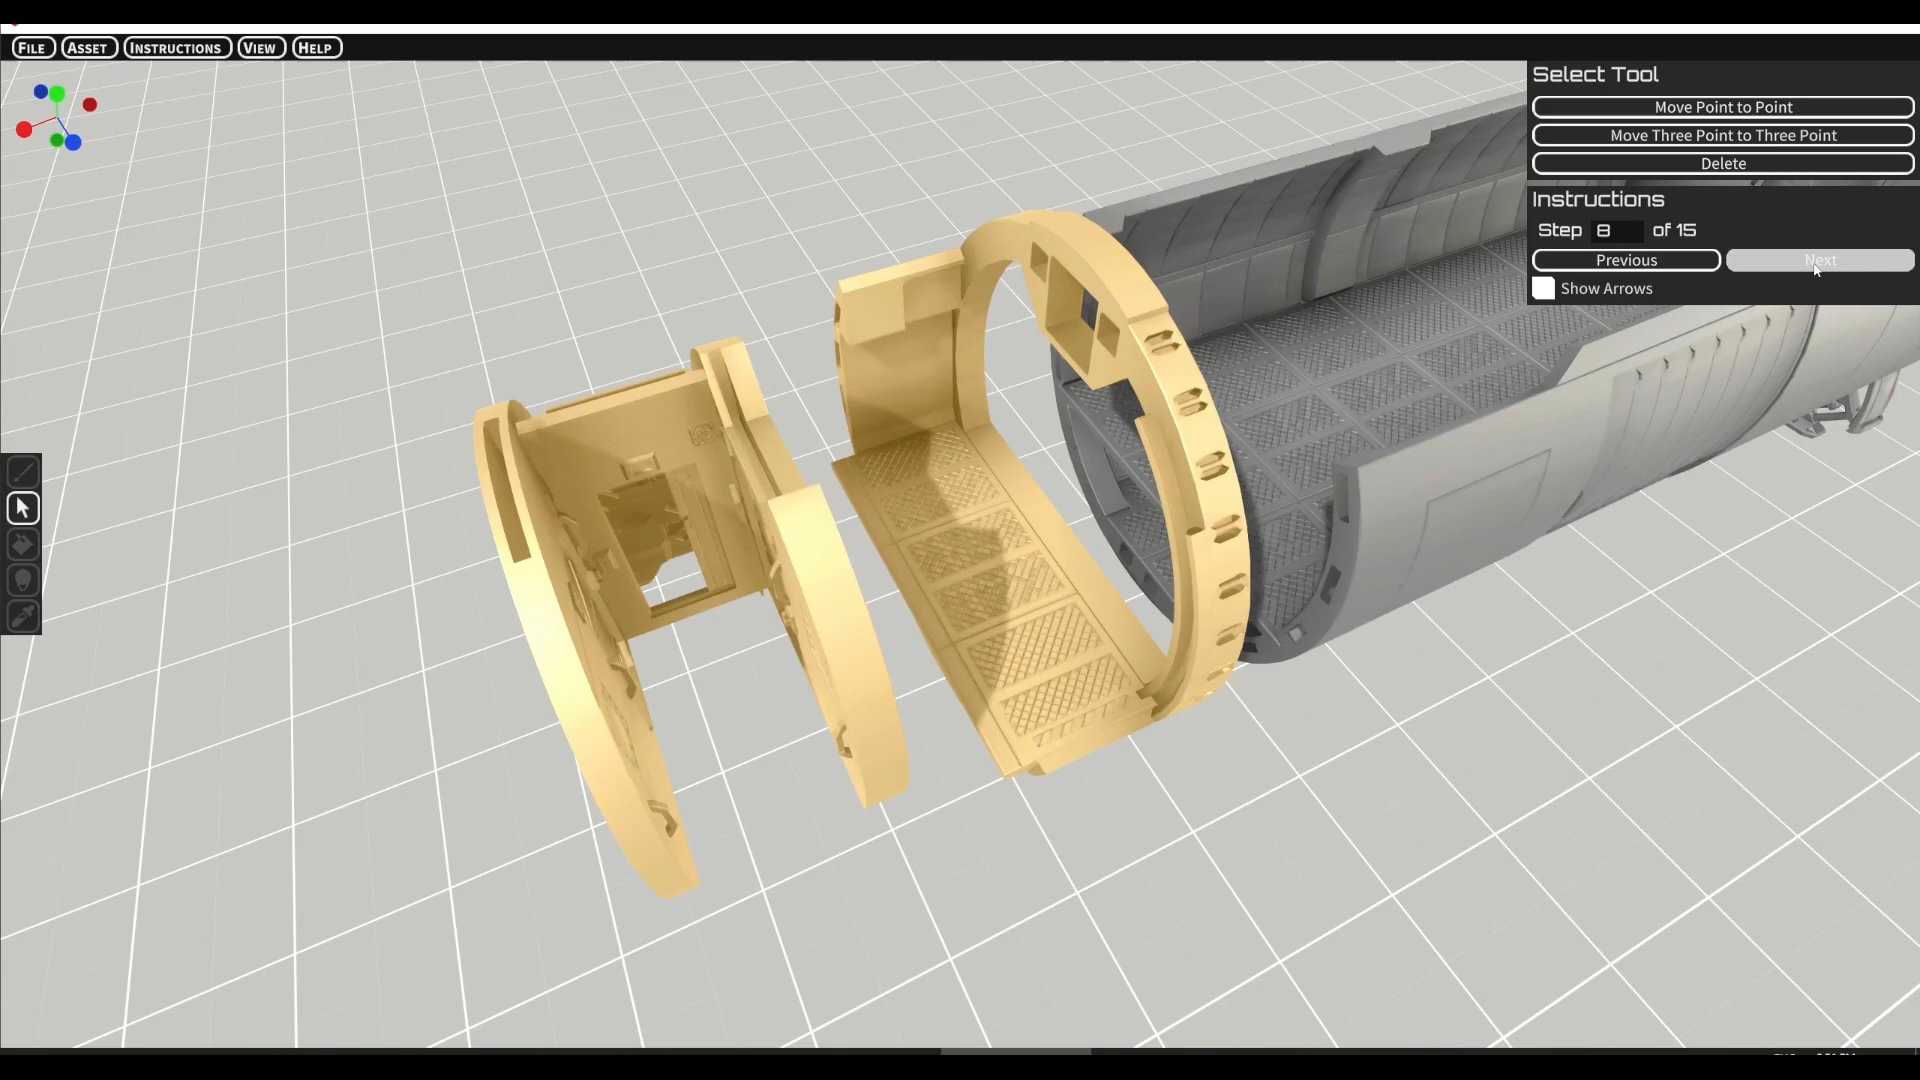 FILE ASSET INSTRUCTIONS VIEW HELP
Select Tool
Move Point to Point
Move Three Point to Three Point
Delete
Instructions
Step 8 of 15
Previous Next
Show Arrows